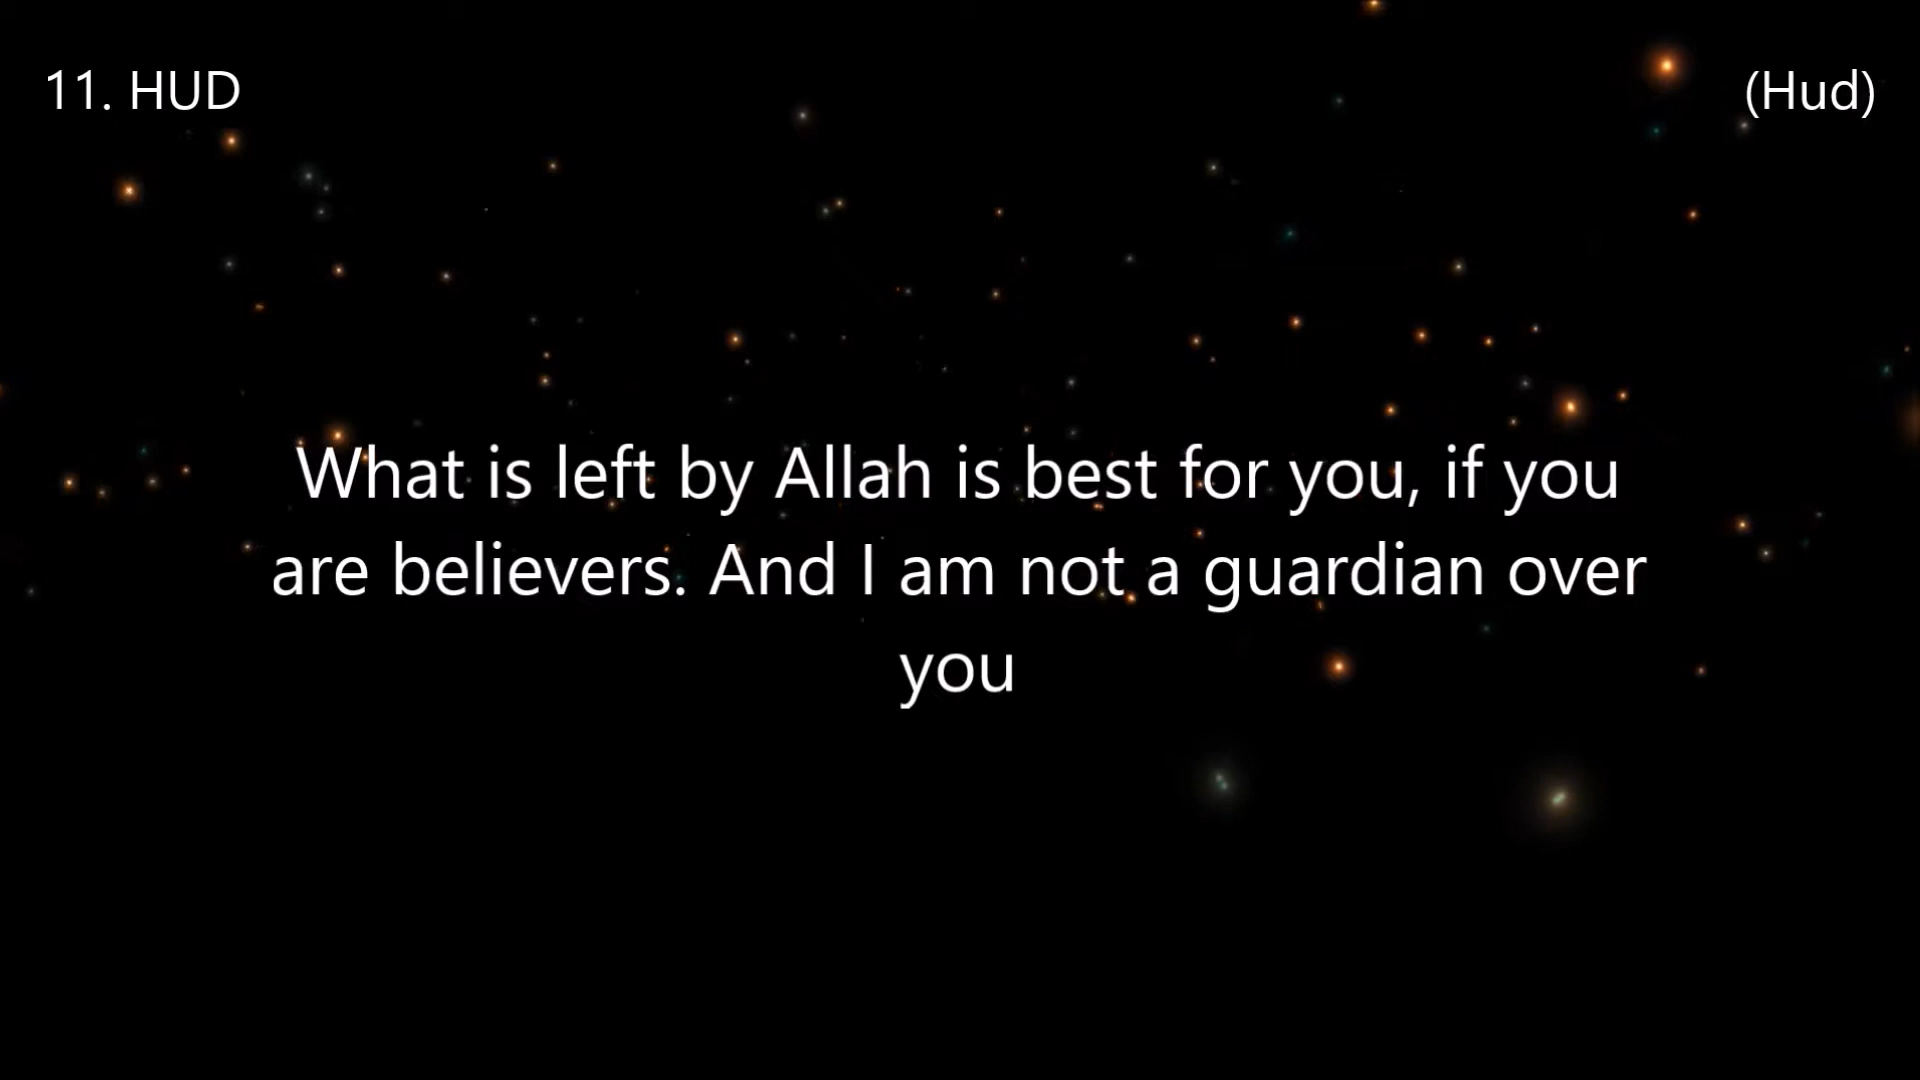 11. HUD
(Hud)
What is left by Allah is best for you, if you
are believers. And I am not a guardian over
you